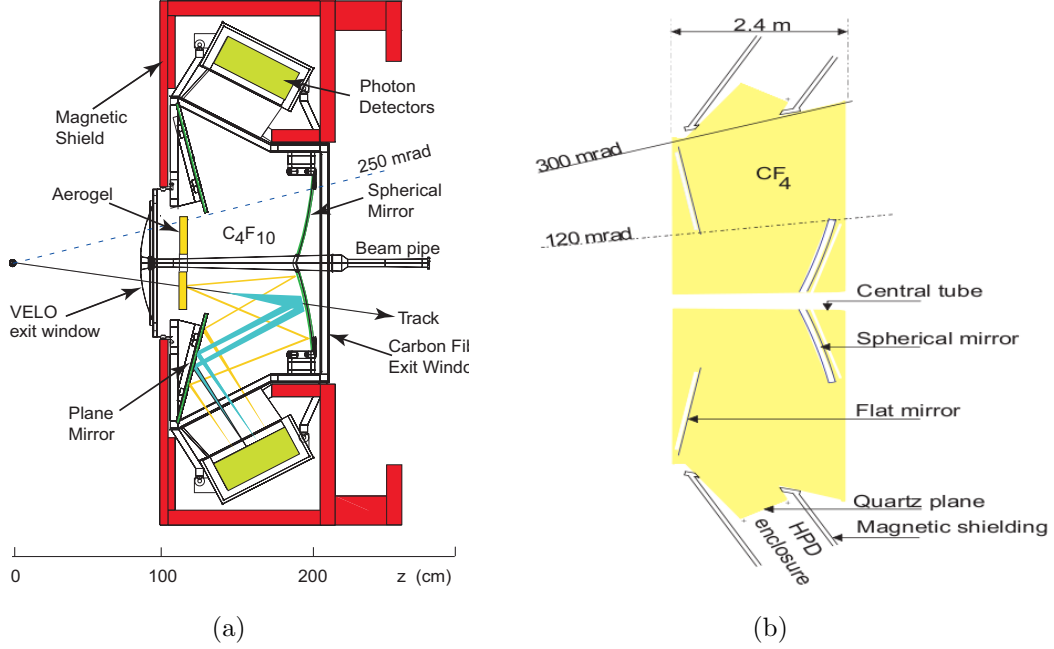 Magnetic
Shield
Aerogel
VELO
exit window
Plane
Mirror
C4F10
Photon
Detectors
250 mrad
Spherical
Mirror
Beam pipe
Track
Carbon Fil
Exit Windo
0
100
200
z (cm)
(a)
2.4 m
300 mrad
CF4
120 mrad
Central tube
Spherical mirror
Flat mirror
Quartz plane
Magnetic shielding
HPD
enclosure
(b)